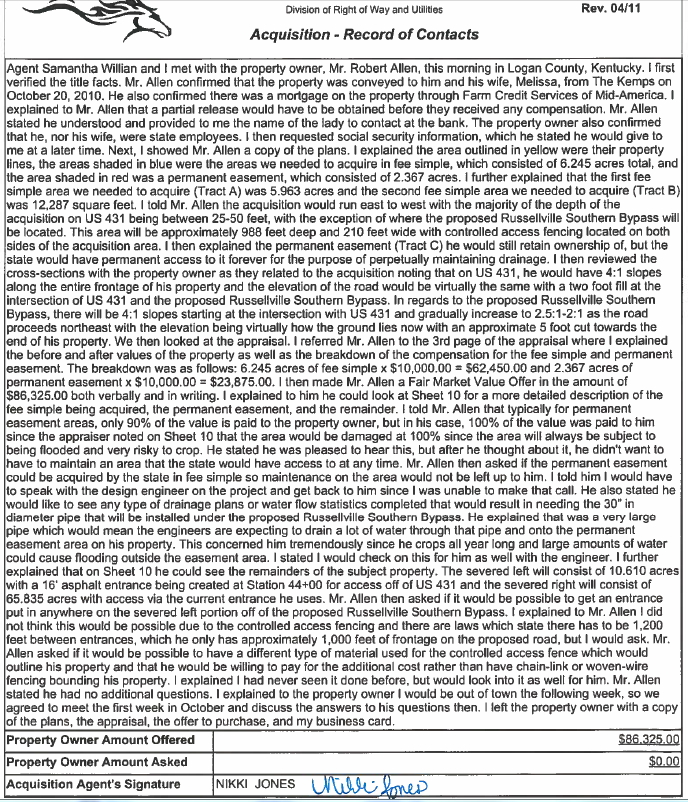 Division of Right of Way and Utilities
Rev. 04/11
Acquisition - Record of Contacts
Agent Samantha Willian and I met with the property owner, Mr. Robert Allen, this morning in Logan County, Kentucky. I first
verified the title facts. Mr. Allen confirmed that the property was conveyed to him and his wife, Melissa, from The Kemps on
October 20, 2010. He also confirmed there was a mortgage on the property through Farm Credit Services of Mid-America. I
explained to Mr. Allen that a partial release would have to be obtained before they received any compensation. Mr. Allen
stated he understood and provided to me the name of the lady to contact at the bank. The property owner also confirmed
that he, nor his wife, were state employees. I then requested social security information, which he stated he would give to
me at a later time. Next, I showed Mr. Allen a copy of the plans. I explained the area outlined in yellow were their property
lines, the areas shaded in blue were the areas we needed to acquire in fee simple, which consisted of 6.245 acres total, and
the area shaded in red was a permanent easement, which consisted of 2.367 acres. I further explained that the first fee
simple area we needed to acquire (Tract A) was 5.963 acres and the second fee simple area we needed to acquire (Tract B)
was 12,287 square feet. I told Mr. Allen the acquisition would run east to west with the majority of the depth of the
acquisition on US 431 being between 25-50 feet, with the exception of where the proposed Russellville Southern Bypass will
be located. This area will be approximately 988 feet deep and 210 feet wide with controlled access fencing located on both
sides of the acquisition area. I then explained the permanent easement (Tract C) he would still retain ownership of, but the
state would have permanent access to it forever for the purpose of perpetually maintaining drainage. I then reviewed the
cross-sections with the property owner as they related to the acquisition noting that on US 431, he would have 4:1 slopes
along the entire frontage of his property and the elevation of the road would be virtually the same with a two foot fill at the
intersection of US 431 and the proposed Russellville Southern Bypass. In regards to the proposed Russellville Southern
Bypass, there will be 4:1 slopes starting at the intersection with US 431 and gradually increase to 2.5:1-2:1 as the road
proceeds northeast with the elevation being virtually how the ground lies now with an approximate 5 foot cut towards the
end of his property. We then looked at the appraisal. I referred Mr. Allen to the 3rd page of the appraisal where I explained
the before and after values of the property as well as the breakdown of the compensation for the fee simple and permanent
easement. The breakdown was as follows: 6.245 acres of fee simple x $10,000.00 = $62,450.00 and 2.367 acres of
permanent easement x $10,000.00 = $23,875.00. I then made Mr. Allen a Fair Market Value Offer in the amount of
$86,325.00 both verbally and in writing. I explained to him he could look at Sheet 10 for a more detailed description of the
fee simple being acquired, the permanent easement, and the remainder. I told Mr. Allen that typically for permanent
easement areas, only 90% of the value is paid to the property owner, but in his case, 100% of the value was paid to him
since the appraiser noted on Sheet 10 that the area would be damaged at 100% since the area will always be subject to
being flooded and very risky to crop. He stated he was pleased to hear this, but after he thought about it, he didn't want to
have to maintain an area that the state would have access to at any time. Mr. Allen then asked if the permanent easement
could be acquired by the state in fee simple so maintenance on the area would not be left up to him. I told him I would have
to speak with the design engineer on the project and get back to him since I was unable to make that call. He also stated he
would like to see any type of drainage plans or water flow statistics completed that would result in needing the 30" in
diameter pipe that will be installed under the proposed Russellville Southern Bypass. He explained that was a very large
pipe which would mean the engineers are expecting to drain a lot of water through that pipe and onto the permanent
easement area on his property. This concerned him tremendously since he crops all year long and large amounts of water
could cause flooding outside the easement area. I stated I would check on this for him as well with the engineer. I further
explained that on Sheet 10 he could see the remainders of the subject property. The severed left will consist of 10.610 acres
with a 16' asphalt entrance being created at Station 44+00 for access off of US 431 and the severed right will consist of
65.835 acres with access via the current entrance he uses. Mr. Allen then asked if it would be possible to get an entrance
put in anywhere on the severed left portion off of the proposed Russellville Southern Bypass. I explained to Mr. Allen I did
not think this would be possible due to the controlled access fencing and there are laws which state there has to be 1,200
feet between entrances, which he only has approximately 1,000 feet of frontage on the proposed road, but I would ask. Mr.
Allen asked if it would be possible to have a different type of material used for the controlled access fence which would
outline his property and that he would be willing to pay for the additional cost rather than have chain-link or woven-wire
fencing bounding his property. I explained I had never seen it done before, but would look into it as well for him. Mr. Allen
stated he had no additional questions. I explained to the property owner I would be out of town the following week, so we
agreed to meet the first week in October and discuss the answers to his questions then. I left the property owner with a copy
of the plans, the appraisal, the offer to purchase, and my business card.
Property Owner Amount Offered $86,325.00
Property Owner Amount Asked $0.00
Acquisition Agent's Signature NIKKI JONES Nikki Jones